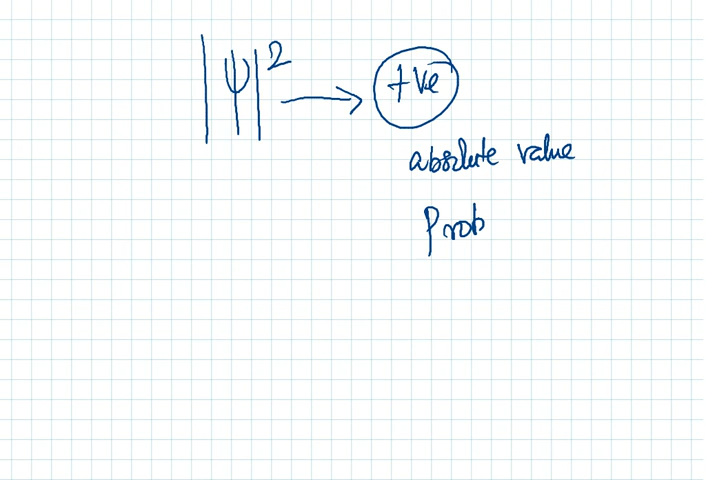 |ψ|² → +ve
absolute value
Prob